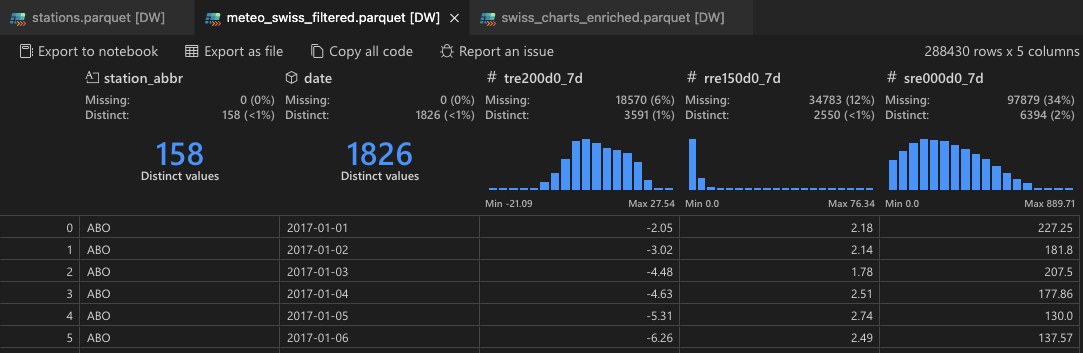 stations.parquet [DW] meteo_swiss_filtered.parquet [DW] swiss_charts_enriched.parquet [DW]
Export to notebook Export as file Copy all code Report an issue 288430 rows x 5 columns
station_abbr date # tre200d0_7d # rre150d0_7d # sre000d0_7d
Missing: 0 (0%) Missing: 0 (0%) Missing: 18570 (6%) Missing: 34783 (12%) Missing: 97879 (34%)
Distinct: 158 (<1%) Distinct: 1826 (<1%) Distinct: 3591 (1%) Distinct: 2550 (<1%) Distinct: 6394 (2%)
158 1826
Distinct values Distinct values
Min -21.09 Max 27.54 Min 0.0 Max 76.34 Min 0.0 Max 889.71
0 ABO 2017-01-01 -2.05 2.18 227.25
1 ABO 2017-01-02 -3.02 2.14 181.8
2 ABO 2017-01-03 -4.48 1.78 207.5
3 ABO 2017-01-04 -4.63 2.51 177.86
4 ABO 2017-01-05 -5.31 2.74 130.0
5 ABO 2017-01-06 -6.26 2.49 137.57